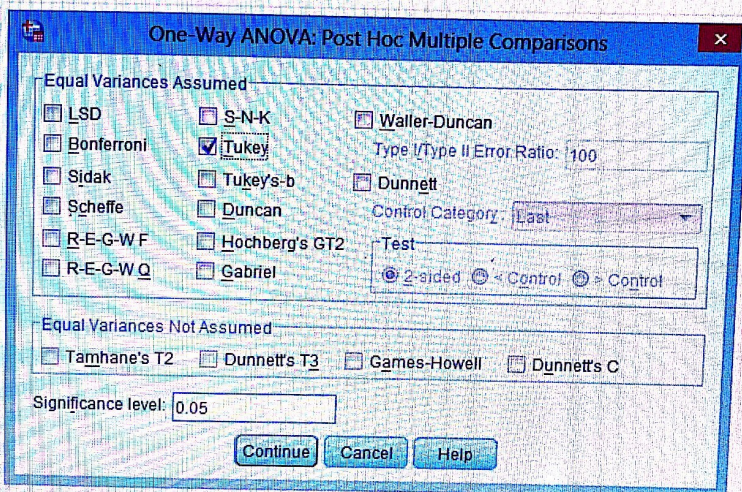 One-Way ANOVA: Post Hoc Multiple Comparisons
Equal Variances Assumed
LSD
S-N-K
Waller-Duncan
Bonferroni
Tukey
Type I/Type II Error Ratio: 100
Sidak
Tukey's-b
Dunnett
Scheffe
Duncan
Control Category: Last
R-E-G-W F
Hochberg's GT2
Test
R-E-G-W Q
Gabriel
2-sided < Control > Control
Equal Variances Not Assumed
Tamhane's T2 Dunnett's T3 Games-Howell Dunnett's C
Significance level: 0.05
Continue Cancel Help